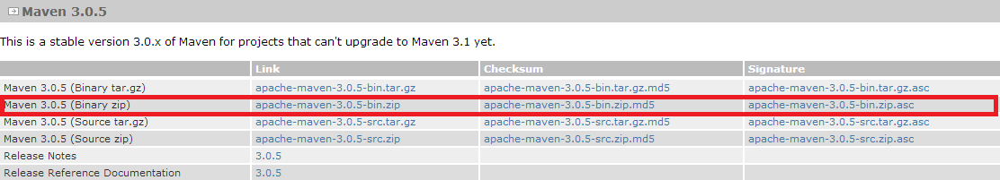 Maven 3.0.5
This is a stable version 3.0.x of Maven for projects that can't upgrade to Maven 3.1 yet.
Link Checksum Signature
Maven 3.0.5 (Binary tar.gz) apache-maven-3.0.5-bin.tar.gz apache-maven-3.0.5-bin.tar.gz.md5 apache-maven-3.0.5-bin.tar.gz.asc
Maven 3.0.5 (Binary zip) apache-maven-3.0.5-bin.zip apache-maven-3.0.5-bin.zip.md5 apache-maven-3.0.5-bin.zip.asc
Maven 3.0.5 (Source tar.gz) apache-maven-3.0.5-src.tar.gz apache-maven-3.0.5-src.tar.gz.md5 apache-maven-3.0.5-src.tar.gz.asc
Maven 3.0.5 (Source zip) apache-maven-3.0.5-src.zip apache-maven-3.0.5-src.zip.md5 apache-maven-3.0.5-src.zip.asc
Release Notes 3.0.5
Release Reference Documentation 3.0.5